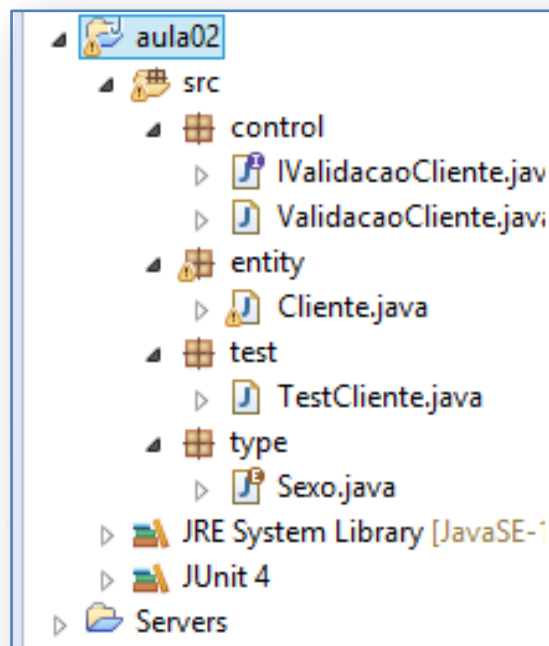 aula02
src
control
IValidacaoCliente.jav
ValidacaoCliente.java
entity
Cliente.java
test
TestCliente.java
type
Sexo.java
JRE System Library [JavaSE-1
JUnit 4
Servers